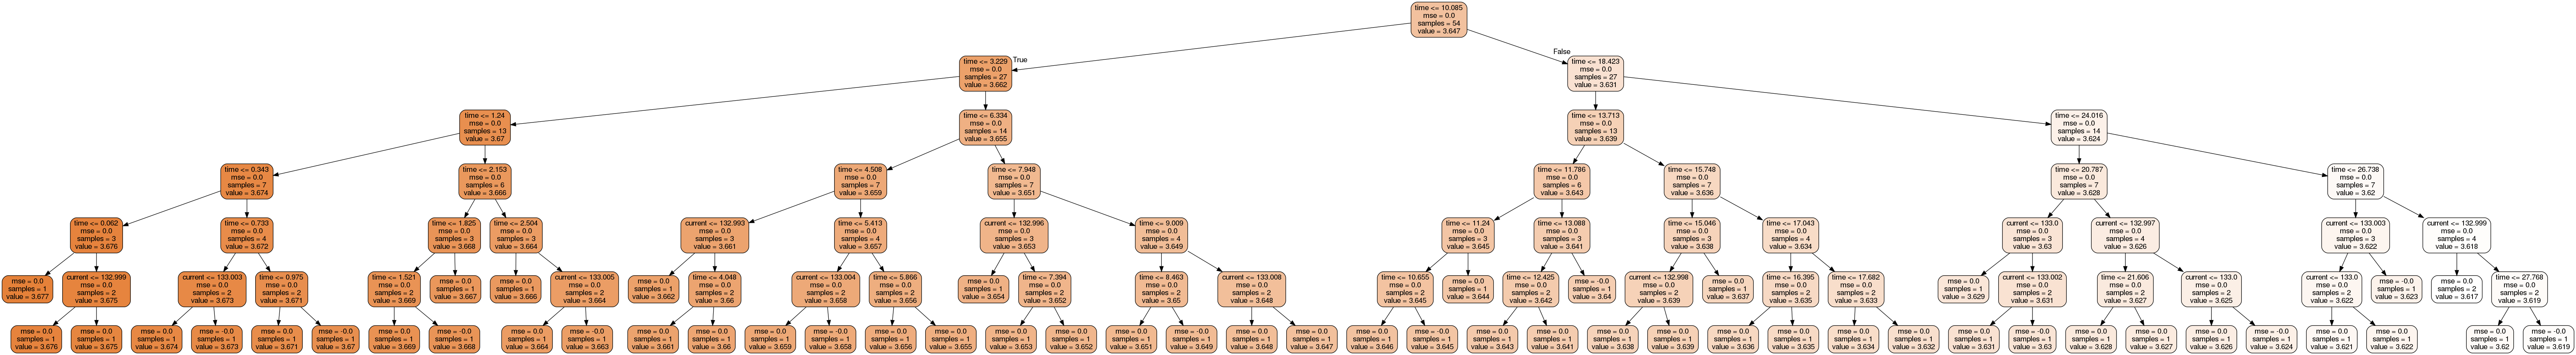 time <= 10.085
mse = 0.0
samples = 54
value = 3.647
True
False
time <= 3.229
mse = 0.0
samples = 27
value = 3.662
time <= 18.423
mse = 0.0
samples = 27
value = 3.631
time <= 1.24
mse = 0.0
samples = 13
value = 3.67
time <= 6.334
mse = 0.0
samples = 14
value = 3.655
time <= 13.713
mse = 0.0
samples = 13
value = 3.639
time <= 24.016
mse = 0.0
samples = 14
value = 3.624
time <= 0.343
mse = 0.0
samples = 7
value = 3.674
time <= 2.153
mse = 0.0
samples = 6
value = 3.666
time <= 4.508
mse = 0.0
samples = 7
value = 3.659
time <= 7.948
mse = 0.0
samples = 7
value = 3.651
time <= 11.786
mse = 0.0
samples = 6
value = 3.643
time <= 15.748
mse = 0.0
samples = 7
value = 3.636
time <= 20.787
mse = 0.0
samples = 7
value = 3.628
time <= 26.738
mse = 0.0
samples = 7
value = 3.62
time <= 0.062
mse = 0.0
samples = 3
value = 3.676
time <= 0.733
mse = 0.0
samples = 4
value = 3.672
time <= 1.825
mse = 0.0
samples = 3
value = 3.668
time <= 2.504
mse = 0.0
samples = 3
value = 3.664
current <= 132.993
mse = 0.0
samples = 3
value = 3.661
time <= 5.413
mse = 0.0
samples = 4
value = 3.657
current <= 132.996
mse = 0.0
samples = 3
value = 3.653
time <= 9.009
mse = 0.0
samples = 4
value = 3.649
time <= 11.24
mse = 0.0
samples = 3
value = 3.645
time <= 13.088
mse = 0.0
samples = 3
value = 3.641
time <= 15.046
mse = 0.0
samples = 3
value = 3.638
time <= 17.043
mse = 0.0
samples = 4
value = 3.634
current <= 133.0
mse = 0.0
samples = 3
value = 3.63
current <= 132.997
mse = 0.0
samples = 4
value = 3.626
current <= 133.003
mse = 0.0
samples = 3
value = 3.622
current <= 132.999
mse = 0.0
samples = 4
value = 3.618
mse = 0.0
samples = 1
value = 3.677
current <= 132.999
mse = 0.0
samples = 2
value = 3.675
current <= 133.003
mse = 0.0
samples = 2
value = 3.673
time <= 0.975
mse = 0.0
samples = 2
value = 3.671
time <= 1.521
mse = 0.0
samples = 2
value = 3.669
mse = 0.0
samples = 1
value = 3.667
mse = 0.0
samples = 1
value = 3.666
current <= 133.005
mse = 0.0
samples = 2
value = 3.664
mse = 0.0
samples = 1
value = 3.662
time <= 4.048
mse = 0.0
samples = 2
value = 3.66
current <= 133.004
mse = 0.0
samples = 2
value = 3.658
time <= 5.866
mse = 0.0
samples = 2
value = 3.656
mse = 0.0
samples = 1
value = 3.654
time <= 7.394
mse = 0.0
samples = 2
value = 3.652
time <= 8.463
mse = 0.0
samples = 2
value = 3.65
current <= 133.008
mse = 0.0
samples = 2
value = 3.648
time <= 10.655
mse = 0.0
samples = 2
value = 3.645
mse = 0.0
samples = 1
value = 3.644
time <= 12.425
mse = 0.0
samples = 2
value = 3.642
mse = -0.0
samples = 1
value = 3.64
current <= 132.998
mse = 0.0
samples = 2
value = 3.639
mse = 0.0
samples = 1
value = 3.637
time <= 16.395
mse = 0.0
samples = 2
value = 3.635
time <= 17.682
mse = 0.0
samples = 2
value = 3.633
mse = 0.0
samples = 1
value = 3.629
current <= 133.002
mse = 0.0
samples = 2
value = 3.631
time <= 21.606
mse = 0.0
samples = 2
value = 3.627
current <= 133.0
mse = 0.0
samples = 2
value = 3.625
current <= 133.0
mse = 0.0
samples = 2
value = 3.622
mse = -0.0
samples = 1
value = 3.623
mse = 0.0
samples = 2
value = 3.617
time <= 27.768
mse = 0.0
samples = 2
value = 3.619
mse = 0.0
samples = 1
value = 3.676
mse = 0.0
samples = 1
value = 3.675
mse = 0.0
samples = 1
value = 3.674
mse = -0.0
samples = 1
value = 3.673
mse = 0.0
samples = 1
value = 3.671
mse = -0.0
samples = 1
value = 3.67
mse = 0.0
samples = 1
value = 3.669
mse = -0.0
samples = 1
value = 3.668
mse = 0.0
samples = 1
value = 3.664
mse = -0.0
samples = 1
value = 3.663
mse = 0.0
samples = 1
value = 3.661
mse = 0.0
samples = 1
value = 3.66
mse = 0.0
samples = 1
value = 3.659
mse = -0.0
samples = 1
value = 3.658
mse = 0.0
samples = 1
value = 3.656
mse = 0.0
samples = 1
value = 3.655
mse = 0.0
samples = 1
value = 3.653
mse = 0.0
samples = 1
value = 3.652
mse = 0.0
samples = 1
value = 3.651
mse = -0.0
samples = 1
value = 3.649
mse = 0.0
samples = 1
value = 3.648
mse = 0.0
samples = 1
value = 3.647
mse = 0.0
samples = 1
value = 3.646
mse = -0.0
samples = 1
value = 3.645
mse = 0.0
samples = 1
value = 3.643
mse = 0.0
samples = 1
value = 3.641
mse = 0.0
samples = 1
value = 3.638
mse = 0.0
samples = 1
value = 3.639
mse = 0.0
samples = 1
value = 3.636
mse = 0.0
samples = 1
value = 3.635
mse = 0.0
samples = 1
value = 3.634
mse = 0.0
samples = 1
value = 3.632
mse = 0.0
samples = 1
value = 3.631
mse = -0.0
samples = 1
value = 3.63
mse = 0.0
samples = 1
value = 3.628
mse = 0.0
samples = 1
value = 3.627
mse = 0.0
samples = 1
value = 3.626
mse = -0.0
samples = 1
value = 3.624
mse = 0.0
samples = 1
value = 3.621
mse = 0.0
samples = 1
value = 3.622
mse = 0.0
samples = 1
value = 3.62
mse = -0.0
samples = 1
value = 3.619